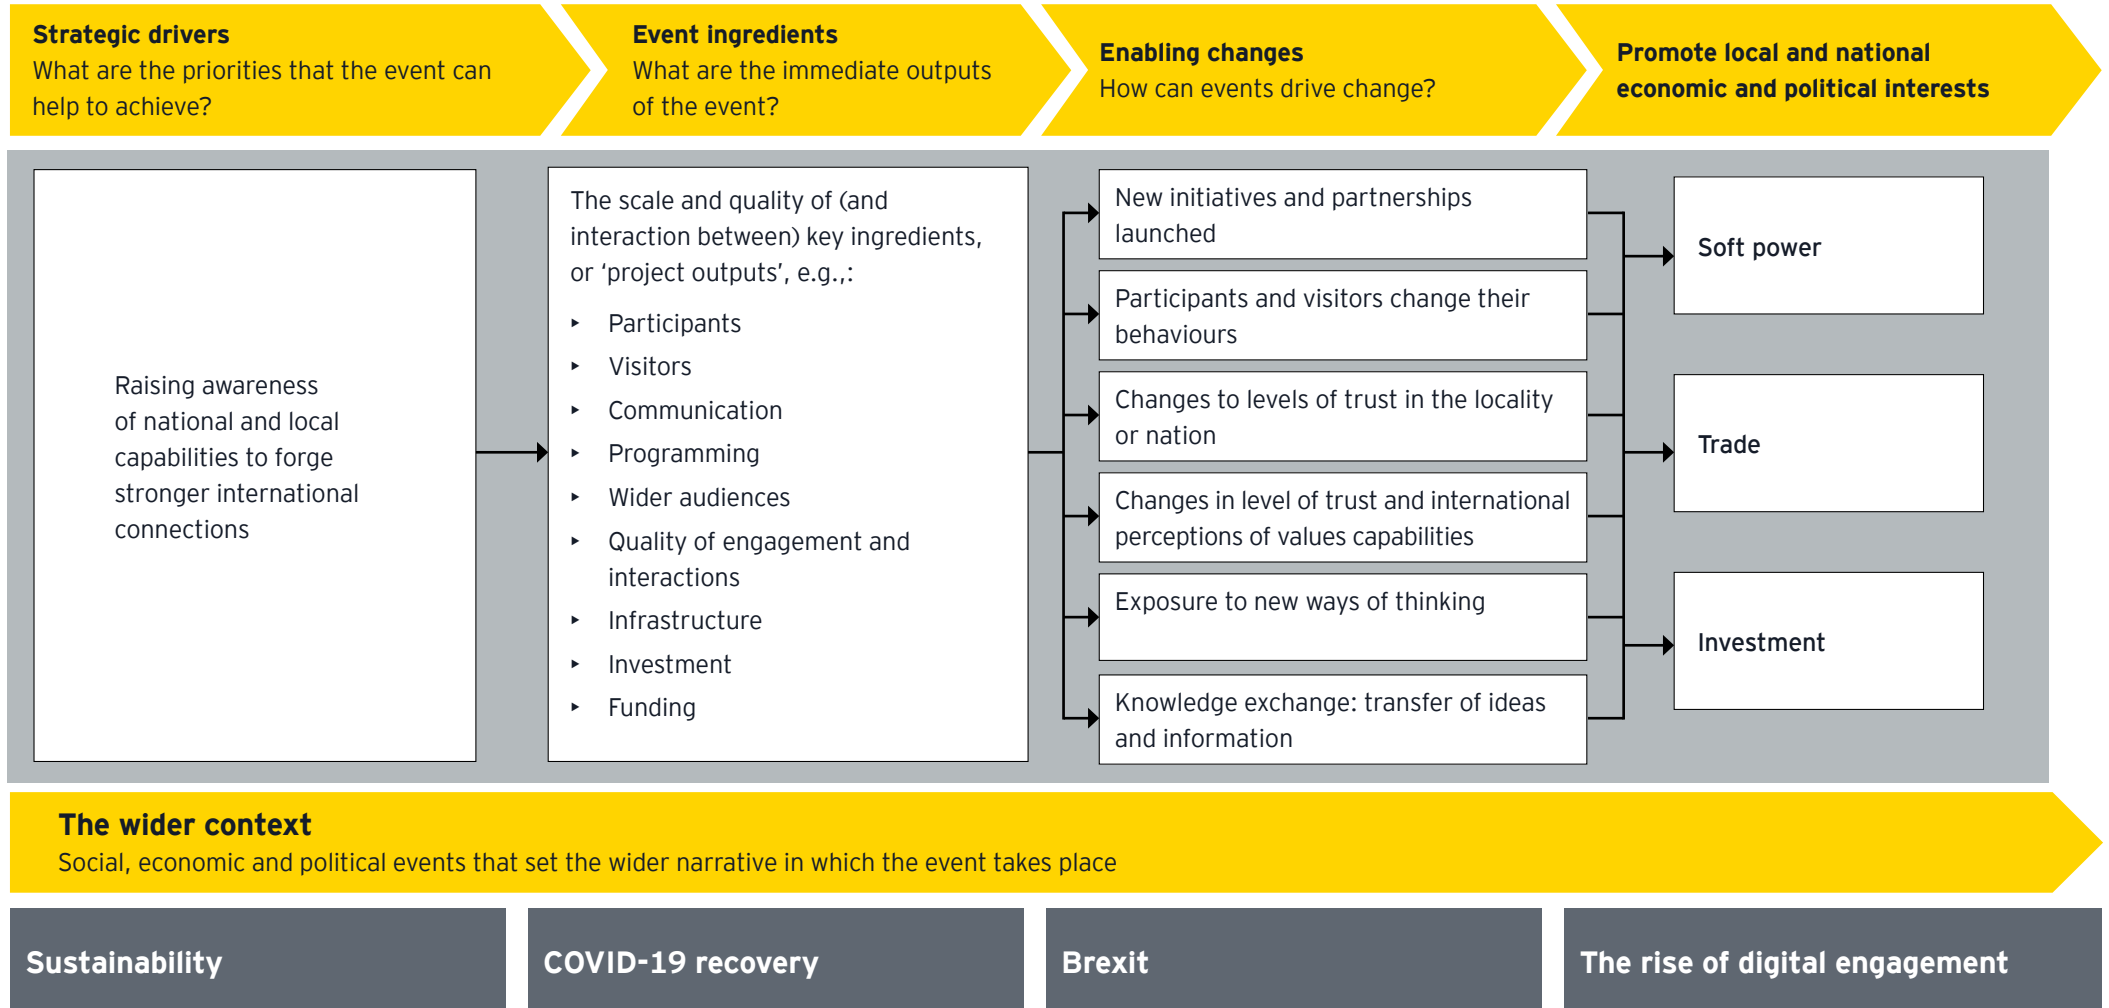 Strategic drivers
What are the priorities that the event can
help to achieve?
Event ingredients
What are the immediate outputs
of the event?
Enabling changes
How can events drive change?
Promote local and national
economic and political interests
Raising awareness
of national and local
capabilities to forge
stronger international
connections
The scale and quality of (and
interaction between) key ingredients,
or ‘project outputs’, e.g.,:
‣ Participants
‣ Visitors
‣ Communication
‣ Programming
‣ Wider audiences
‣ Quality of engagement and
interactions
‣ Infrastructure
‣ Investment
‣ Funding
New initiatives and partnerships
launched
Participants and visitors change their
behaviours
Changes to levels of trust in the locality
or nation
Changes in level of trust and international
perceptions of values capabilities
Exposure to new ways of thinking
Knowledge exchange: transfer of ideas
and information
Soft power
Trade
Investment
The wider context
Social, economic and political events that set the wider narrative in which the event takes place
Sustainability
COVID-19 recovery
Brexit
The rise of digital engagement